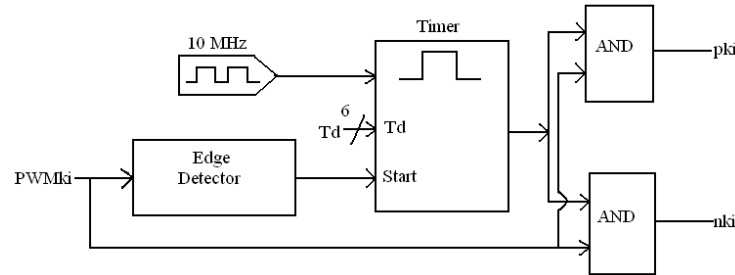 Timer
10 MHz
AND
pki
6
Td
Td
PWMki
Edge
Detector
Start
AND
nki